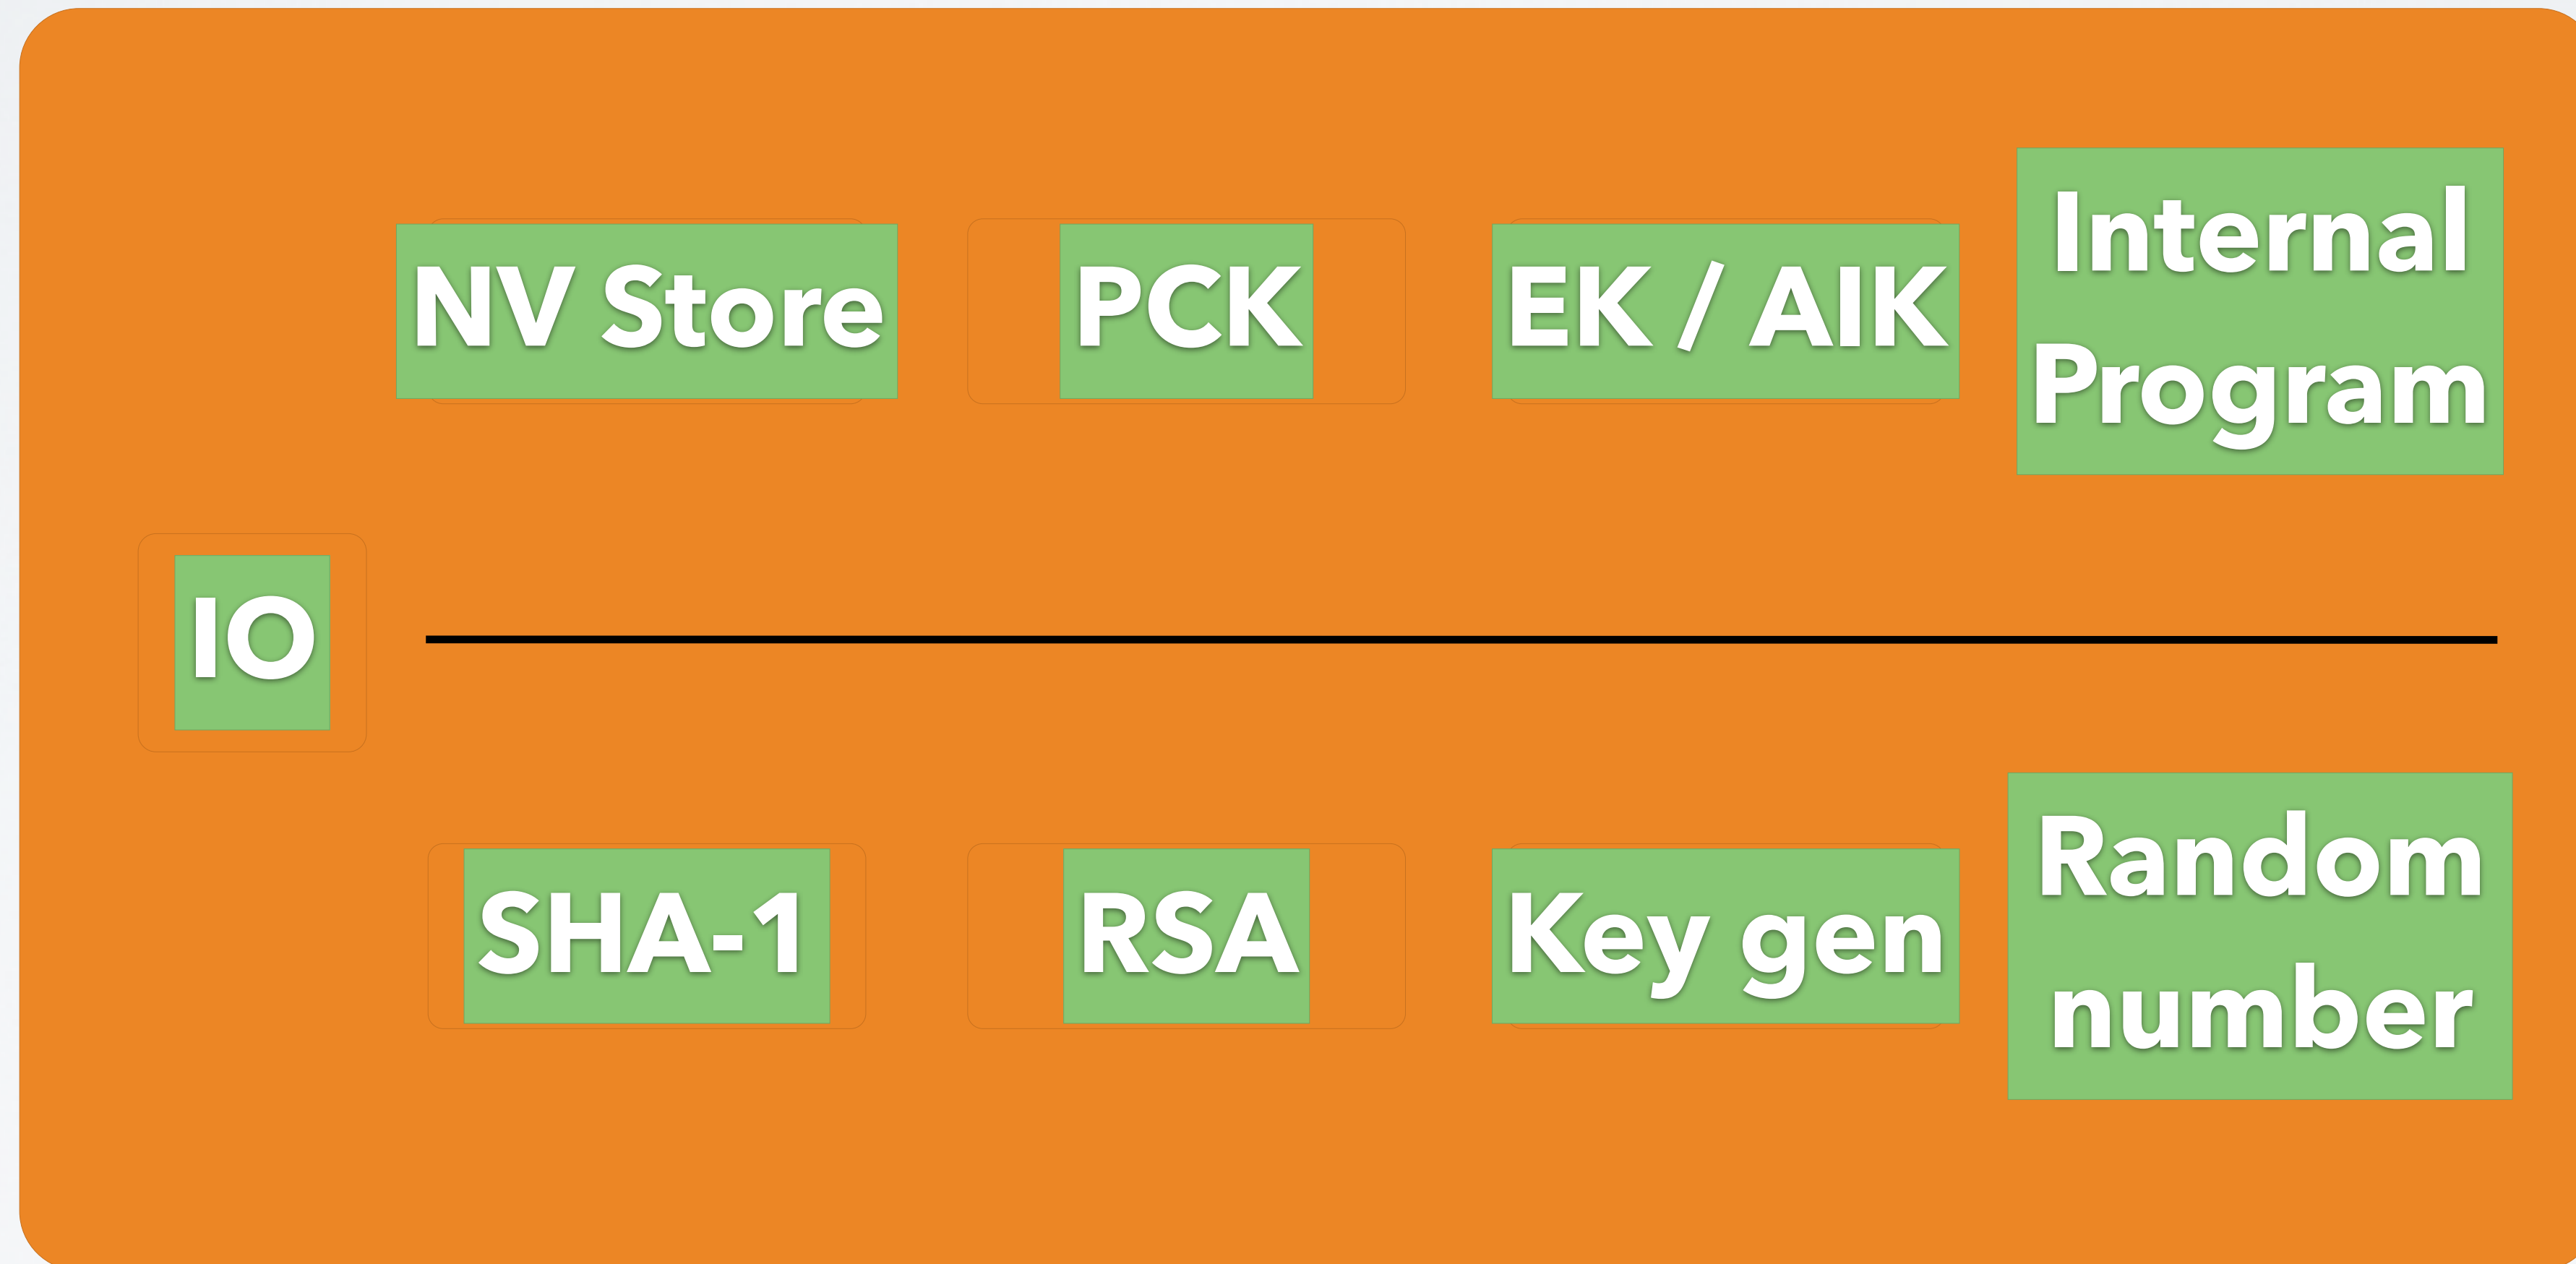 NV Store
PCK
EK / AIK
Internal
Program
IO
SHA-1
RSA
Key gen
Random
number